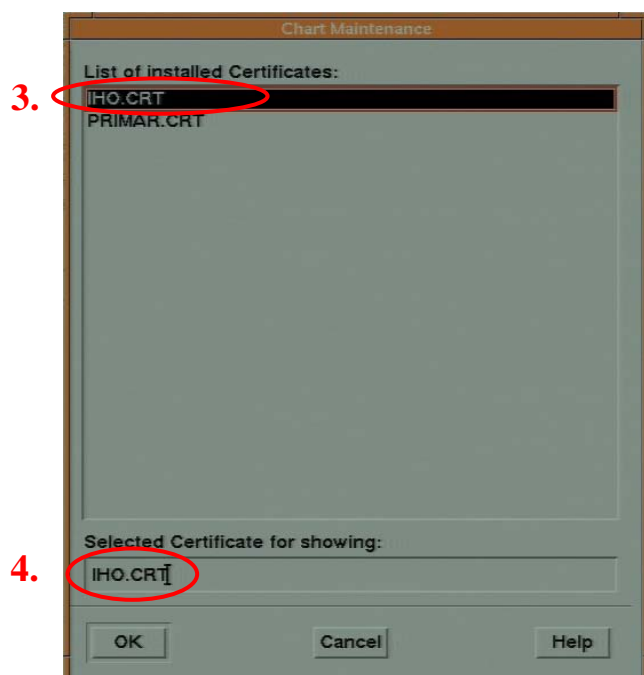 Chart Maintenance
List of installed Certificates:
3.
IHO.CRT
PRIMAR.CRT
Selected Certificate for showing:
4.
IHO.CRT
OK Cancel Help